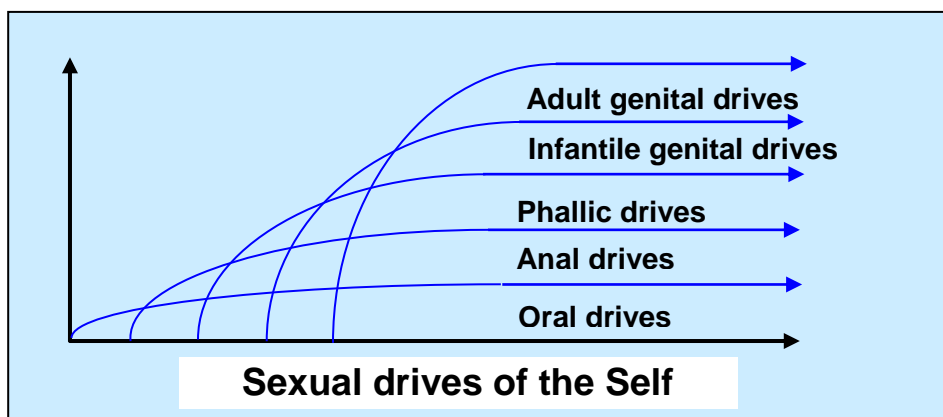 Adult genital drives
Infantile genital drives
Phallic drives
Anal drives
Oral drives
Sexual drives of the Self